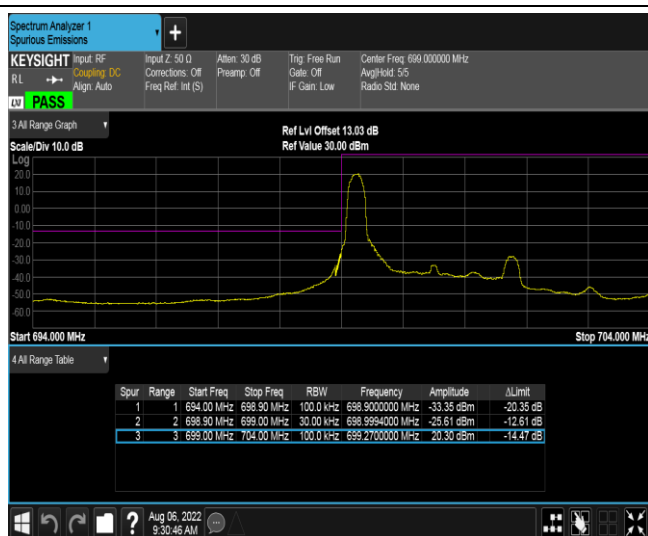 Spectrum Analyzer 1
Spurious Emissions
+
KEYSIGHT
RL
LXI
PASS
Input: RF
Coupling: DC
Align: Auto
Input Z: 50 Ω
Corrections: Off
Freq Ref: Int (S)
Atten: 30 dB
Preamp: Off
Trig: Free Run
Gate: Off
IF Gain: Low
Center Freq: 699.000000 MHz
Avg|Hold: 5/5
Radio Std: None
3 All Range Graph
Scale/Div 10.0 dB
Ref Lvl Offset 13.03 dB
Ref Value 30.00 dBm
Log
20.0
10.0
0.00
-10.0
-20.0
-30.0
-40.0
-50.0
-60.0
Start 694.000 MHz
Stop 704.000 MHz
4 All Range Table
Spur Range Start Freq Stop Freq RBW Frequency Amplitude ΔLimit
1 1 694.00 MHz 698.90 MHz 100.0 kHz 698.9000000 MHz -33.35 dBm -20.35 dB
2 2 698.90 MHz 699.00 MHz 30.00 kHz 698.9994000 MHz -25.61 dBm -12.61 dB
3 3 699.00 MHz 704.00 MHz 100.0 kHz 699.2700000 MHz 20.30 dBm -14.47 dB
?
Aug 06, 2022
9:30:46 AM